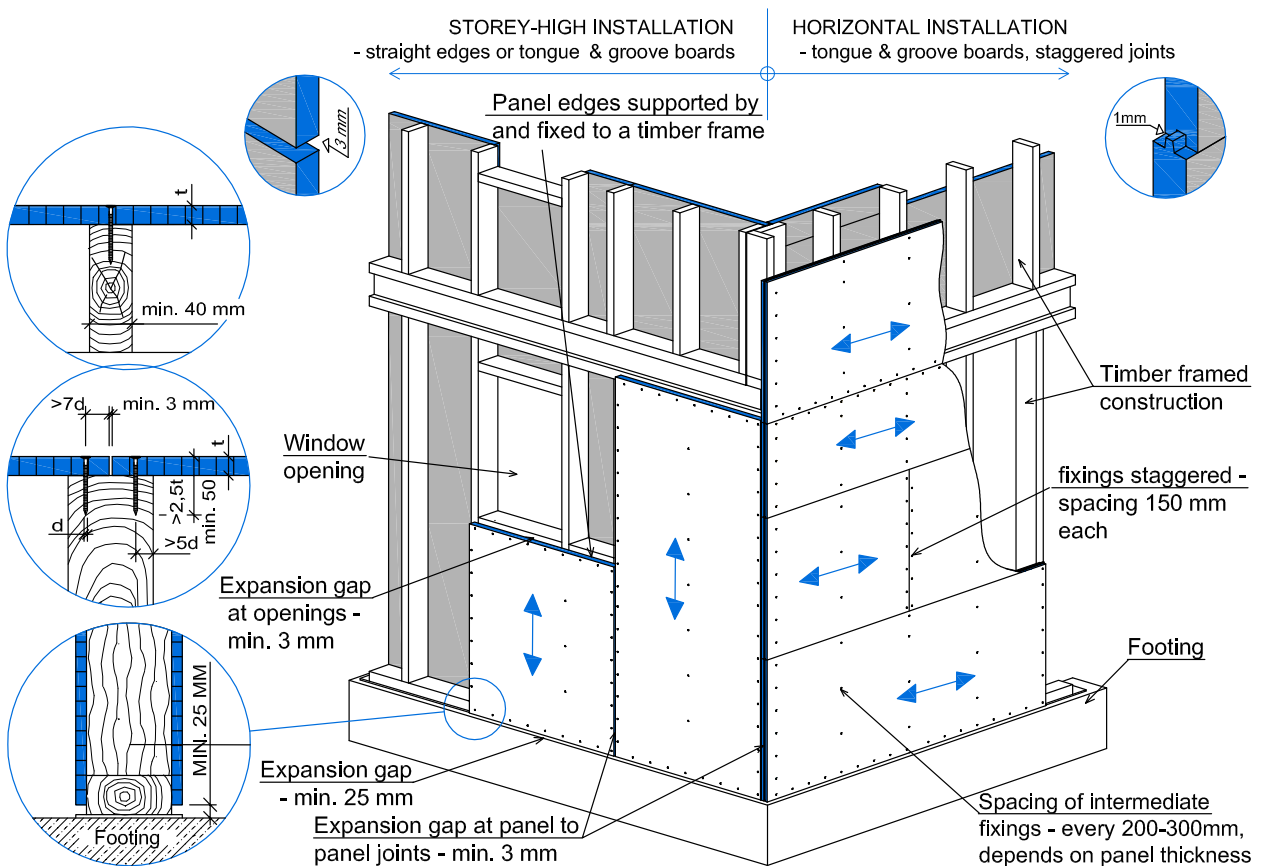 STOREY-HIGH INSTALLATION
- straight edges or tongue & groove boards
HORIZONTAL INSTALLATION
- tongue & groove boards, staggered joints
Panel edges supported by
and fixed to a timber frame
3 mm
1mm
t
min. 40 mm
>7d
min. 3 mm
t
>2,5t
min. 50
d
>5d
Window
opening
Timber framed
construction
fixings staggered -
spacing 150 mm
each
Expansion gap
at openings -
min. 3 mm
Footing
MIN. 25 MM
Footing
Expansion gap
- min. 25 mm
Expansion gap at panel to
panel joints - min. 3 mm
Spacing of intermediate
fixings - every 200-300mm,
depends on panel thickness